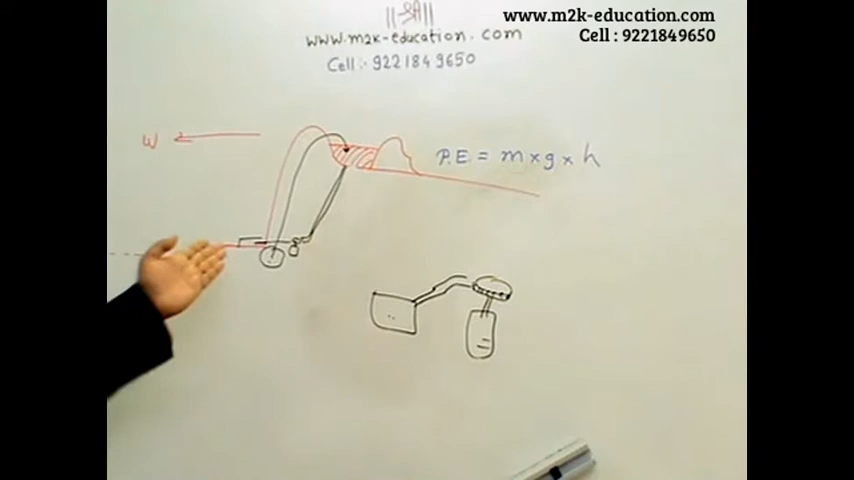 ||श्री||
www.m2k-education.com
Cell : 9221849650
www.m2k-education.com
Cell :- 9221849650
W
P.E = m × g × h